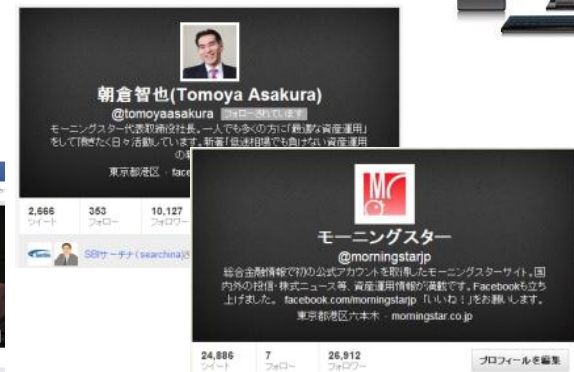 朝倉智也(Tomoya Asakura)
@tomoyaasakura フォローされています
モーニングスター代表取締役社長。一人でも多くの方に「最適な資産運用」
をして頂きたく日々活動しています。新著「低迷相場でも負けない資産運用
の
東京都港区 · face
2,666 353 10,127
ツイート フォロー フォロワー
SBIサーチナ(searchina)さ
M
モーニングスター
@morningstarjp
総合金融情報で初の公式アカウントを取得したモーニングスターサイト。国
内外の投信・株式ニュース等、資産運用情報が満載です。Facebookも立ち
上げました。 facebook.com/morningstarjp 「いいね！」をお願いします。
東京都港区六本木 · morningstar.co.jp
24,886 7 26,912
ツイート フォロー フォロワー
プロフィールを編集